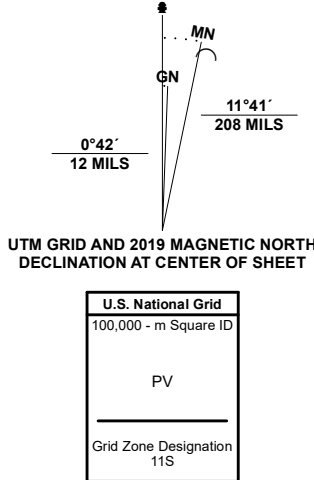 MN
GN
11°41´
208 MILS
0°42´
12 MILS
UTM GRID AND 2019 MAGNETIC NORTH
DECLINATION AT CENTER OF SHEET
U.S. National Grid
100,000 - m Square ID
PV
Grid Zone Designation
11S